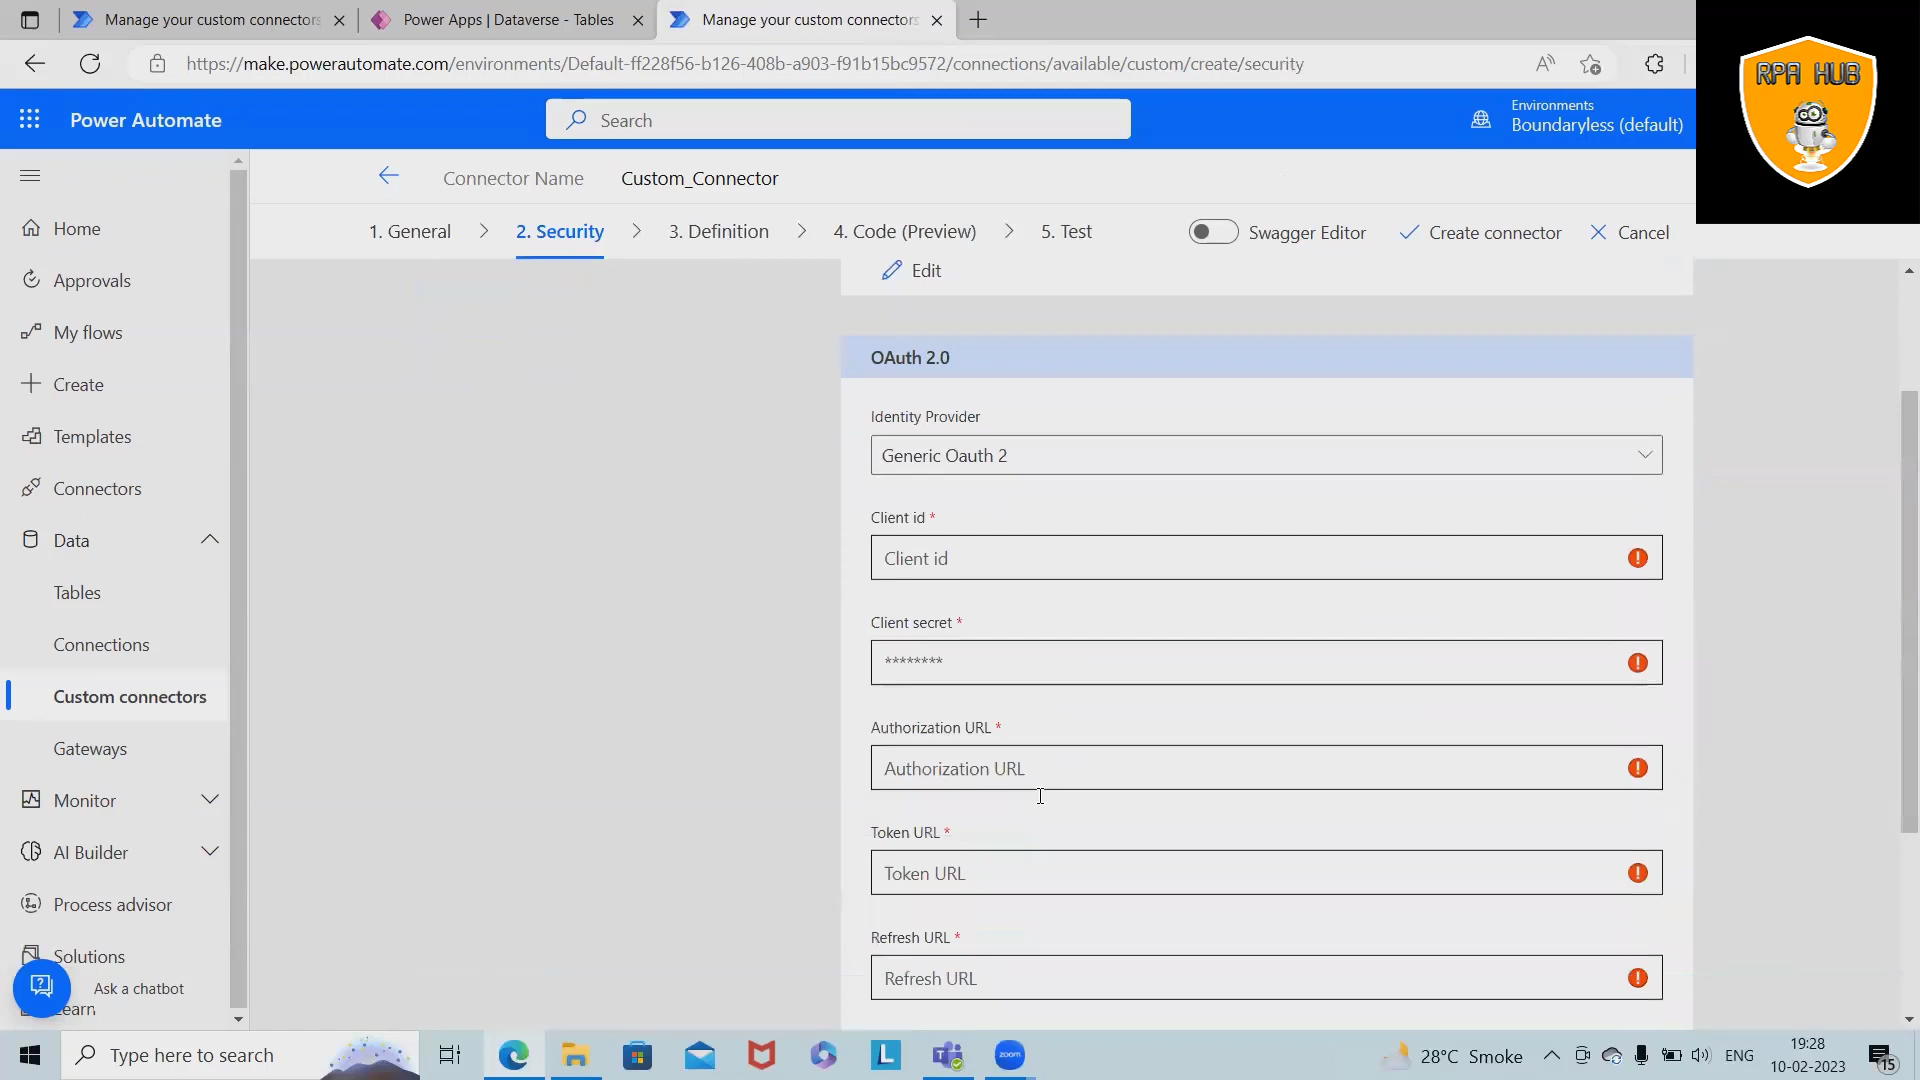 Manage your custom connectors
Power Apps | Dataverse - Tables
Manage your custom connectors
https://make.powerautomate.com/environments/Default-ff228f56-b126-408b-a903-f91b15bc9572/connections/available/custom/create/security
RPA HUB
Power Automate
Search
Environments
Boundaryless (default)
Connector Name
Custom_Connector
1. General
2. Security
3. Definition
4. Code (Preview)
5. Test
Swagger Editor
Create connector
Cancel
Home
Approvals
My flows
Create
Templates
Connectors
Data
Tables
Connections
Custom connectors
Gateways
Monitor
AI Builder
Process advisor
Solutions
Ask a chatbot
Learn
Edit
OAuth 2.0
Identity Provider
Generic Oauth 2
Client id *
Client id
Client secret *
********
Authorization URL *
Authorization URL
Token URL *
Token URL
Refresh URL *
Refresh URL
Type here to search
L
zoom
28°C Smoke
ENG
19:28
10-02-2023
15